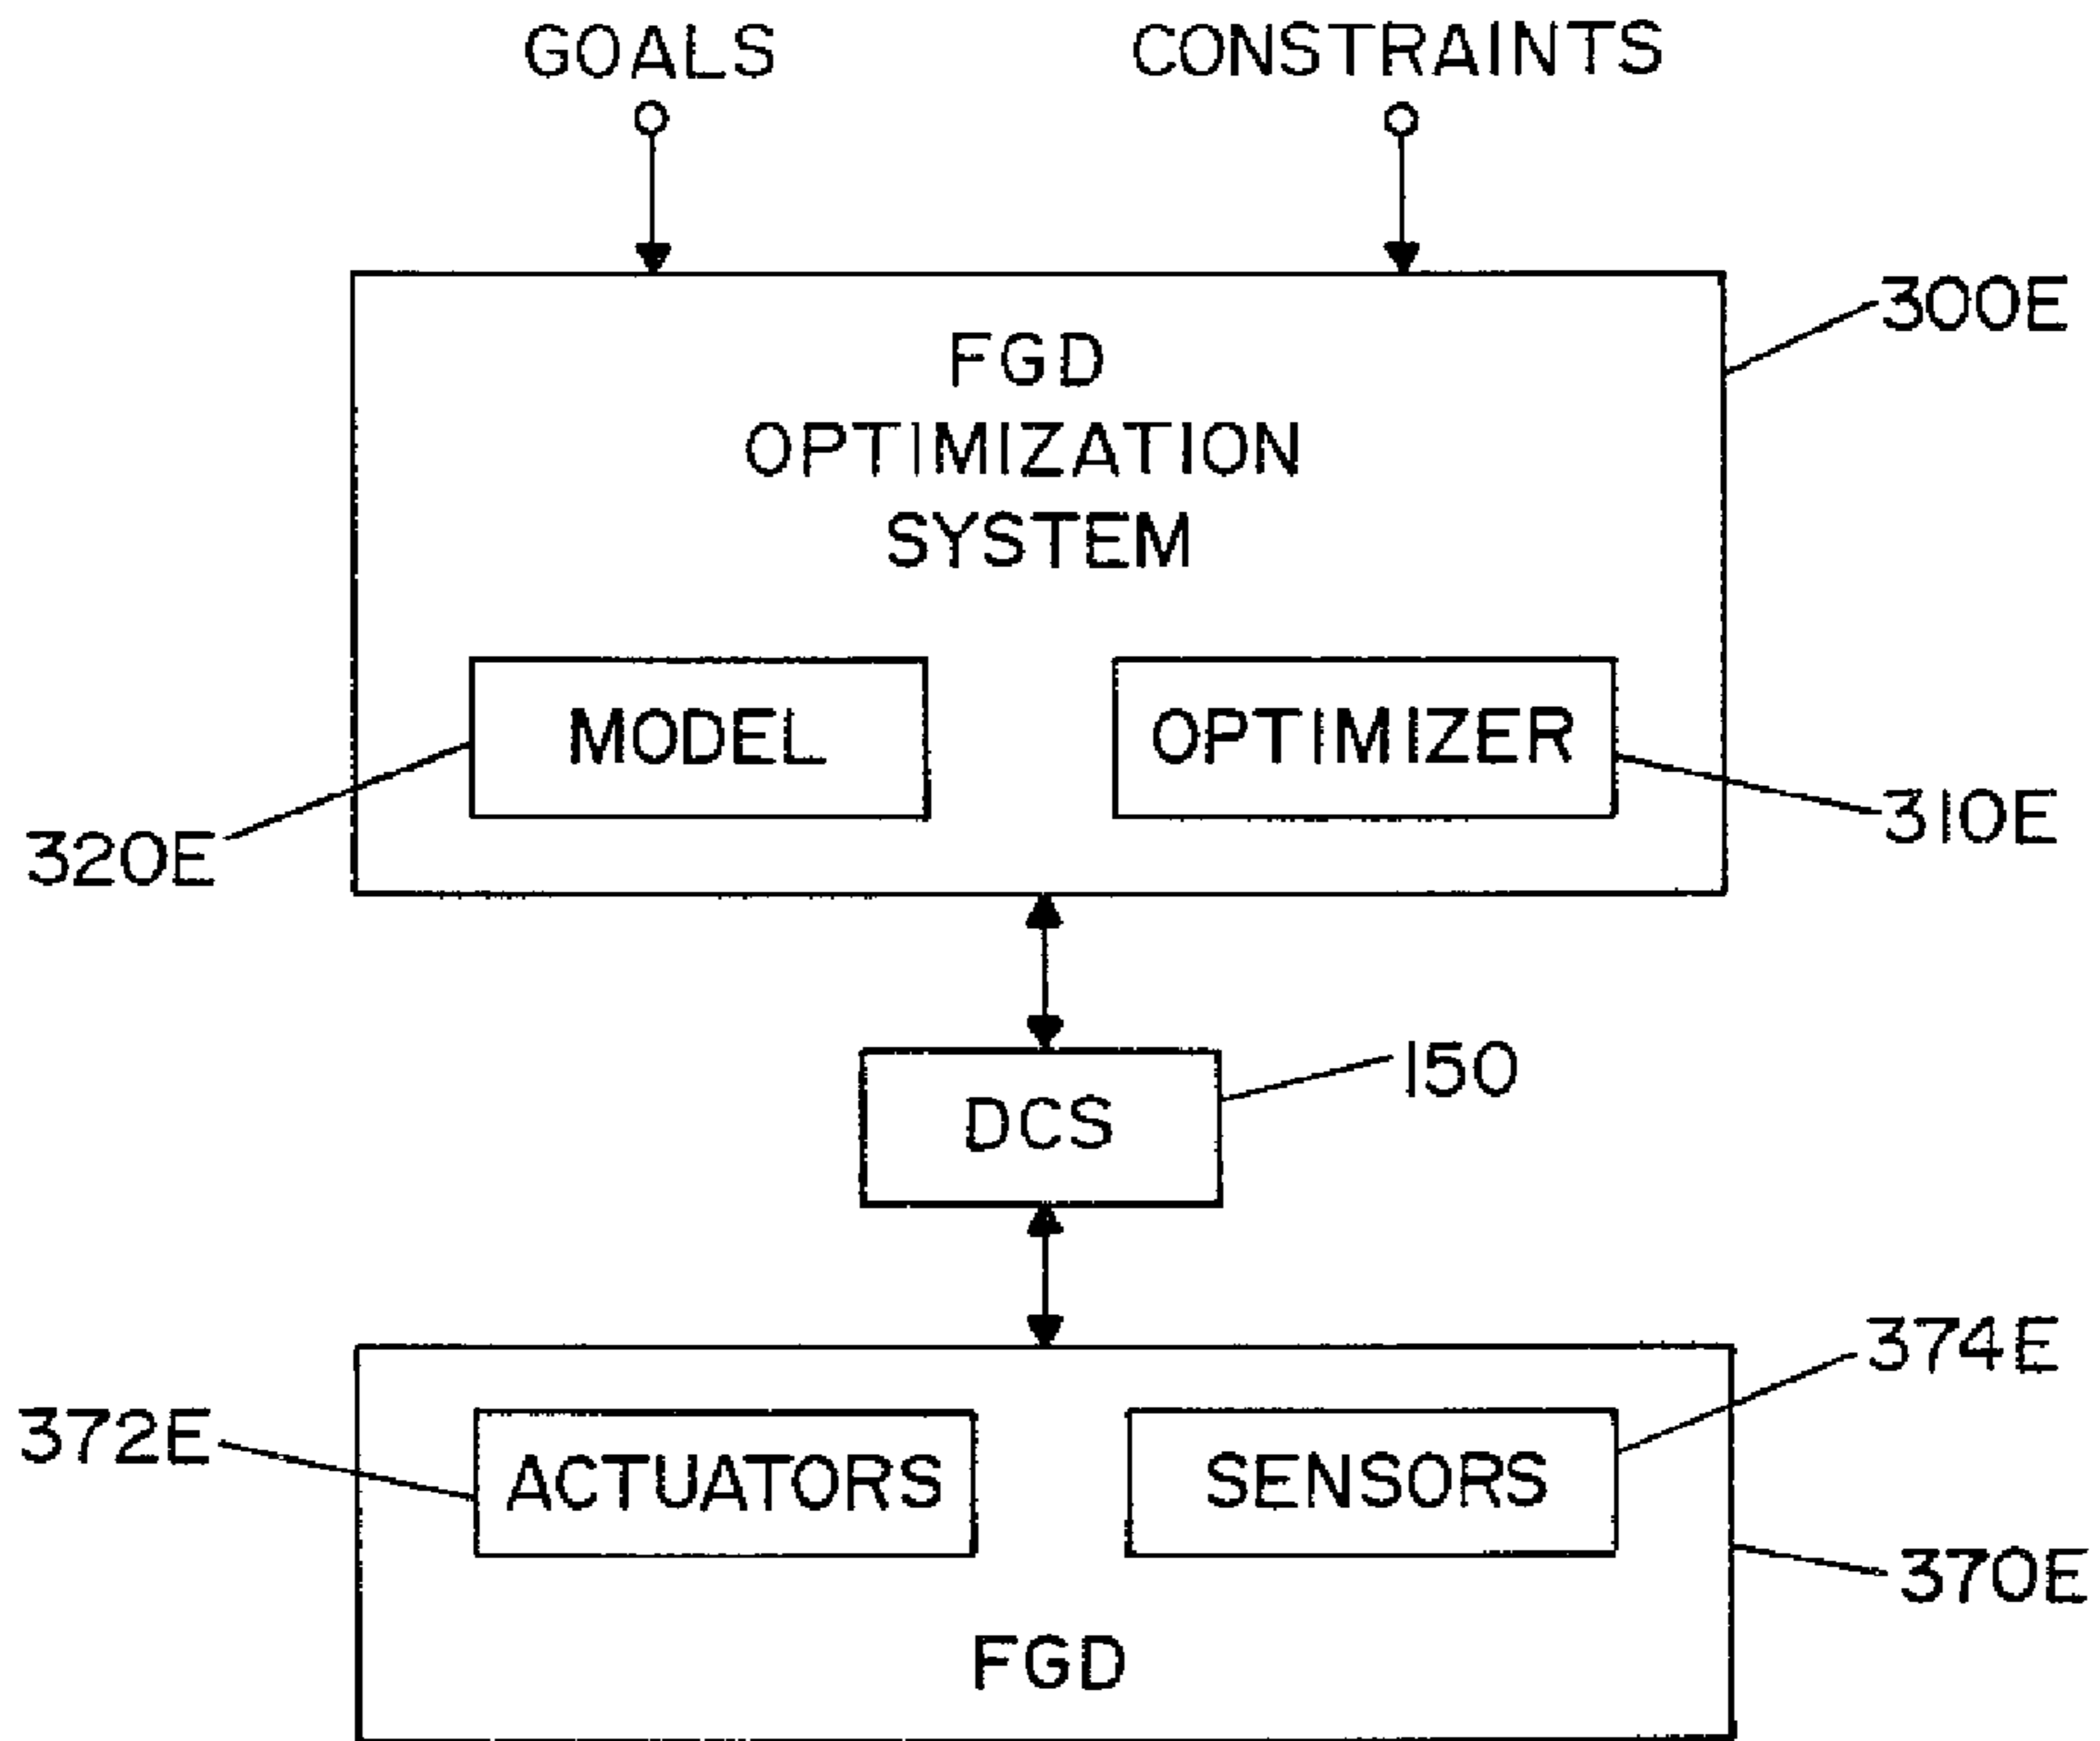 GOALS
CONSTRAINTS
300E
FGD
OPTIMIZATION
SYSTEM
MODEL
OPTIMIZER
320E
310E
150
DCS
374E
372E
ACTUATORS
SENSORS
370E
FGD